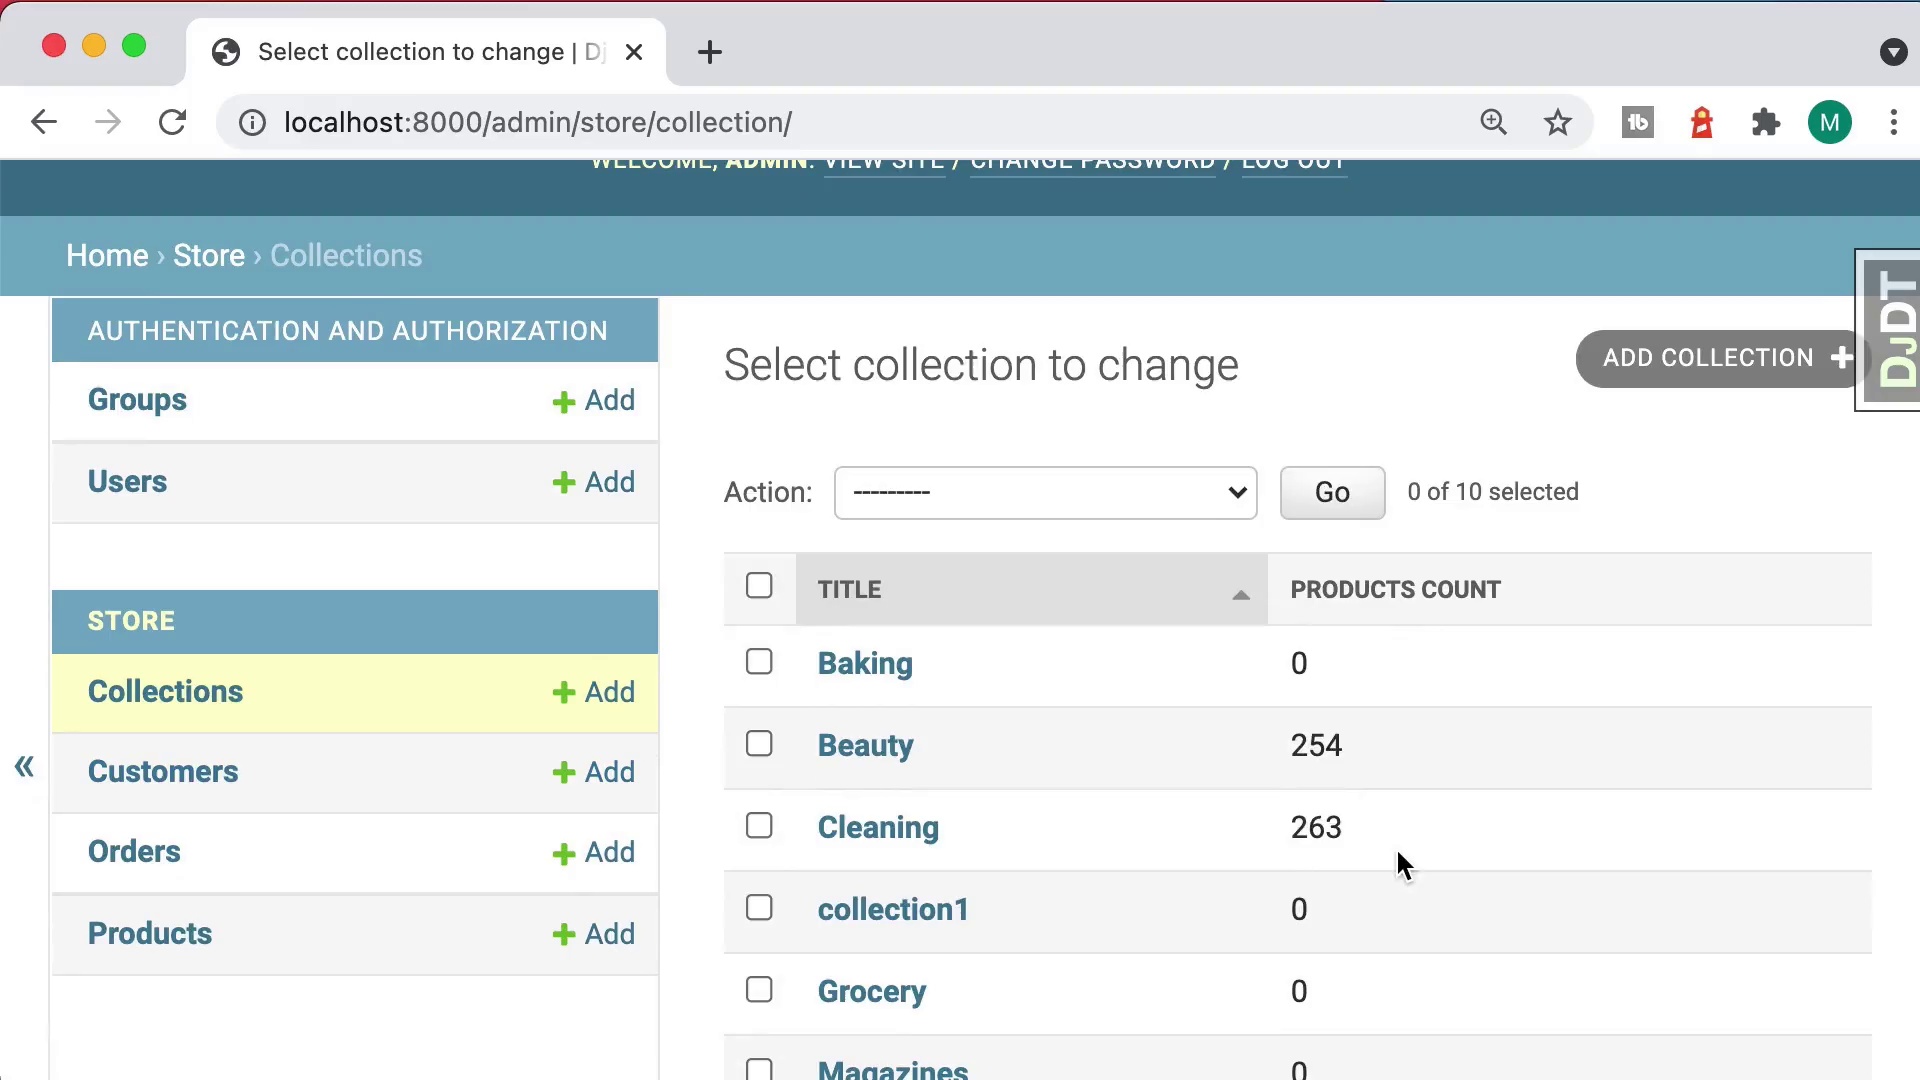 Select collection to change | Dj
localhost:8000/admin/store/collection/
M
WELCOME, ADMIN. VIEW SITE / CHANGE PASSWORD / LOG OUT
Home › Store › Collections
DJDT
AUTHENTICATION AND AUTHORIZATION
Groups + Add
Users + Add
STORE
Collections + Add
Customers + Add
Orders + Add
Products + Add
«
Select collection to change
ADD COLLECTION +
Action: --------- Go 0 of 10 selected
TITLE PRODUCTS COUNT
Baking 0
Beauty 254
Cleaning 263
collection1 0
Grocery 0
Magazines 0